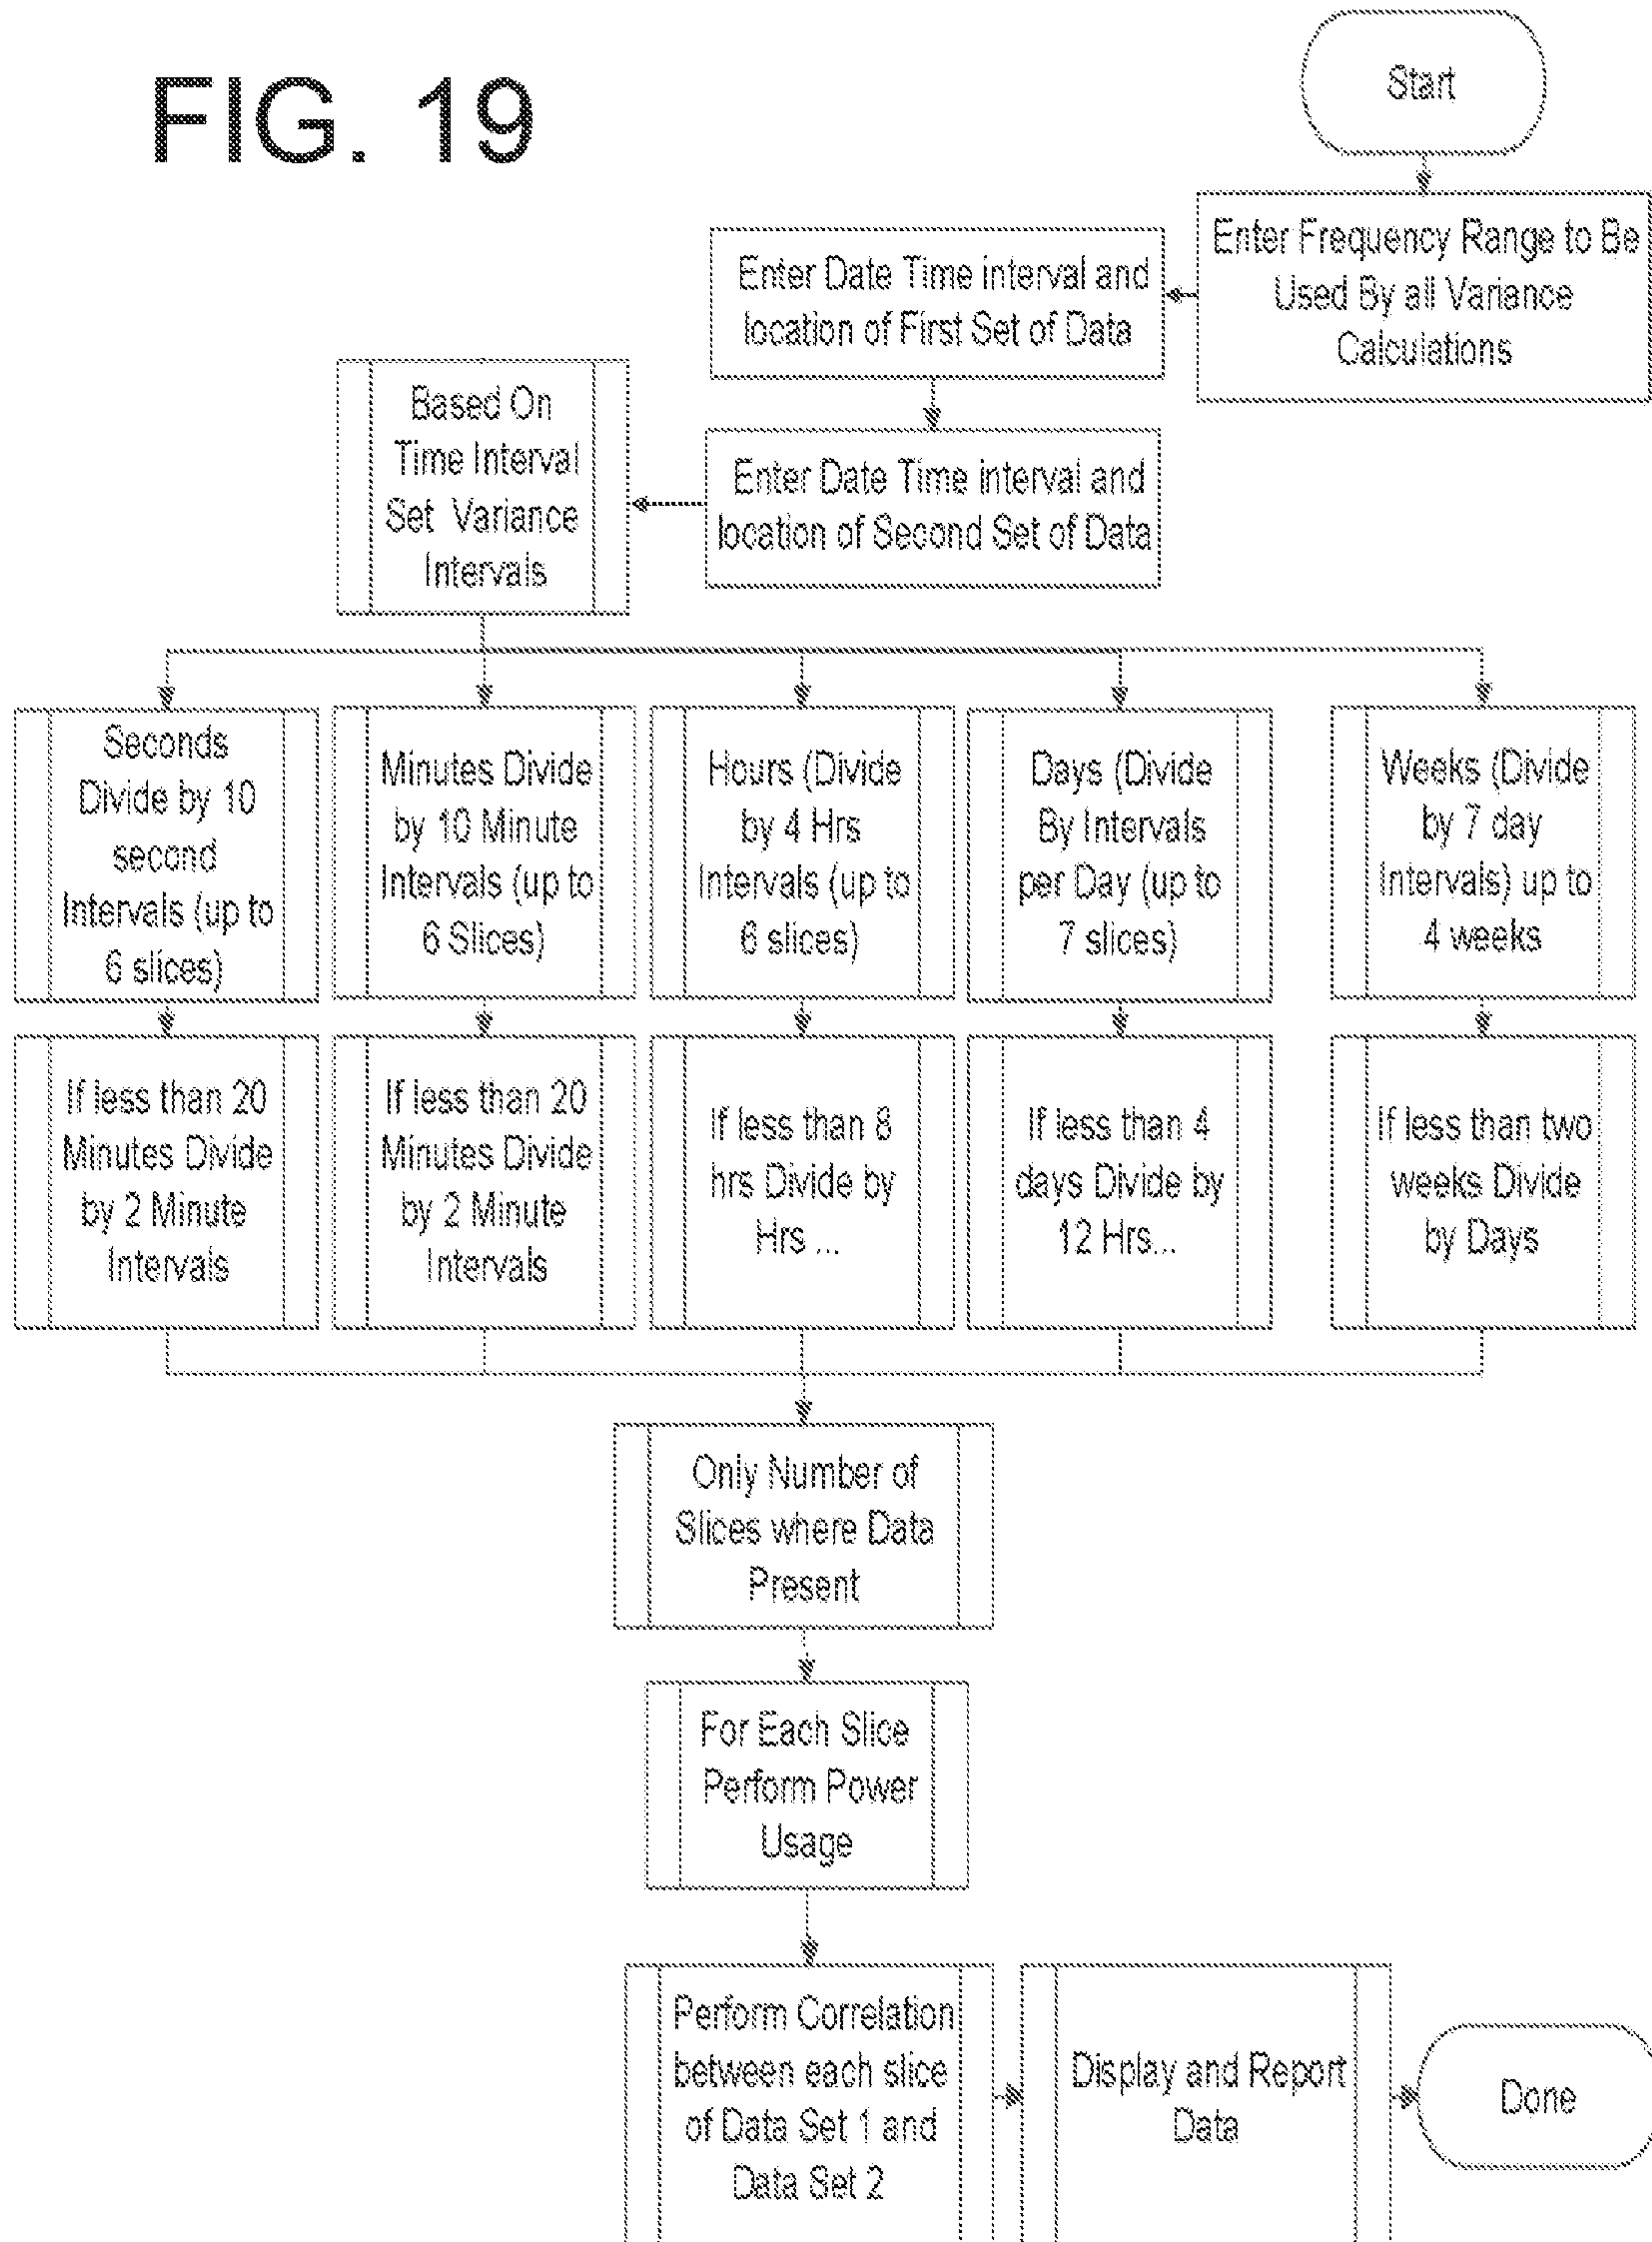 FIG. 19
Start
Enter Frequency Range to Be
Used By all Variance
Calculations
Enter Date Time interval and
location of First Set of Data
Enter Date Time interval and
location of Second Set of Data
Based On
Time Interval
Set Variance
Intervals
Seconds
Divide by 10
second
Intervals (up to
6 slices)
Minutes Divide
by 10 Minute
Intervals (up to
6 Slices)
Hours (Divide
by 4 Hrs
Intervals (up to
6 slices)
Days (Divide
By Intervals
per Day (up to
7 slices)
Weeks (Divide
by 7 day
Intervals) up to
4 weeks
If less than 20
Minutes Divide
by 2 Minute
Intervals
If less than 20
Minutes Divide
by 2 Minute
Intervals
If less than 8
hrs Divide by
Hrs ...
If less than 4
days Divide by
12 Hrs...
If less than two
weeks Divide
by Days
Only Number of
Slices where Data
Present
For Each Slice
Perform Power
Usage
Perform Correlation
between each slice
of Data Set 1 and
Data Set 2
Display and Report
Data
Done